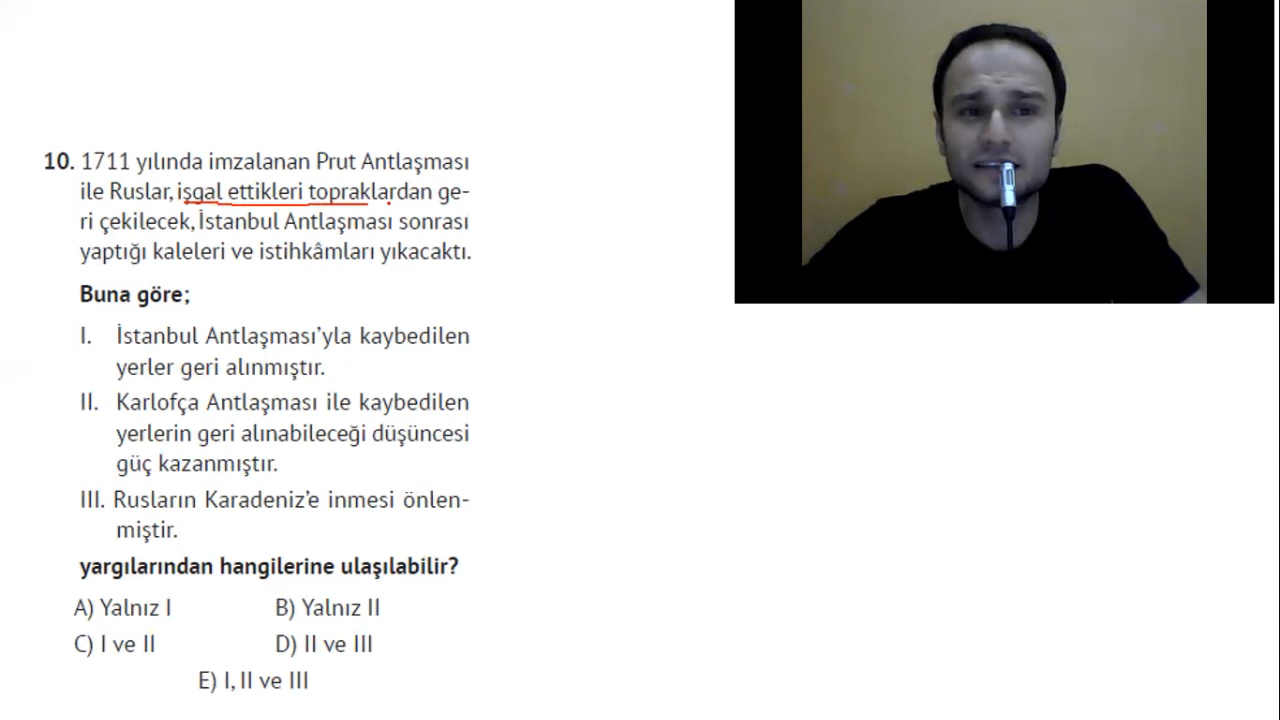 10. 1711 yılında imzalanan Prut Antlaşması
ile Ruslar, işgal ettikleri topraklardan ge-
ri çekilecek, İstanbul Antlaşması sonrası
yaptığı kaleleri ve istihkâmları yıkacaktı.
Buna göre;
I. İstanbul Antlaşması'yla kaybedilen
yerler geri alınmıştır.
II. Karlofça Antlaşması ile kaybedilen
yerlerin geri alınabileceği düşüncesi
güç kazanmıştır.
III. Rusların Karadeniz'e inmesi önlen-
miştir.
yargılarından hangilerine ulaşılabilir?
A) Yalnız I B) Yalnız II
C) I ve II D) II ve III
E) I, II ve III